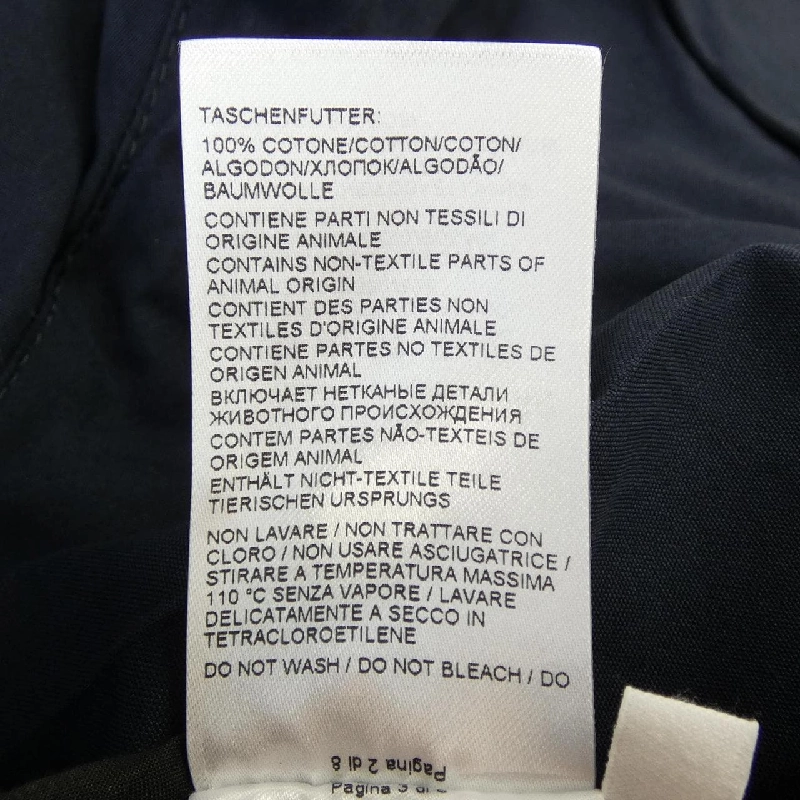 TASCHENFUTTER:
100% COTONE/COTTON/COTON/
ALGODON/ХЛОПОК/ALGODÃO/
BAUMWOLLE
CONTIENE PARTI NON TESSILI DI
ORIGINE ANIMALE
CONTAINS NON-TEXTILE PARTS OF
ANIMAL ORIGIN
CONTIENT DES PARTIES NON
TEXTILES D'ORIGINE ANIMALE
CONTIENE PARTES NO TEXTILES DE
ORIGEN ANIMAL
ВКЛЮЧАЕТ НЕТКАНЫЕ ДЕТАЛИ
ЖИВОТНОГО ПРОИСХОЖДЕНИЯ
CONTEM PARTES NÃO-TEXTEIS DE
ORIGEM ANIMAL
ENTHÄLT NICHT-TEXTILE TEILE
TIERISCHEN URSPRUNGS
NON LAVARE / NON TRATTARE CON
CLORO / NON USARE ASCIUGATRICE /
STIRARE A TEMPERATURA MASSIMA
110 °C SENZA VAPORE / LAVARE
DELICATAMENTE A SECCO IN
TETRACLOROETILENE
DO NOT WASH / DO NOT BLEACH / DO
Pagina 2 di 8
Pagina